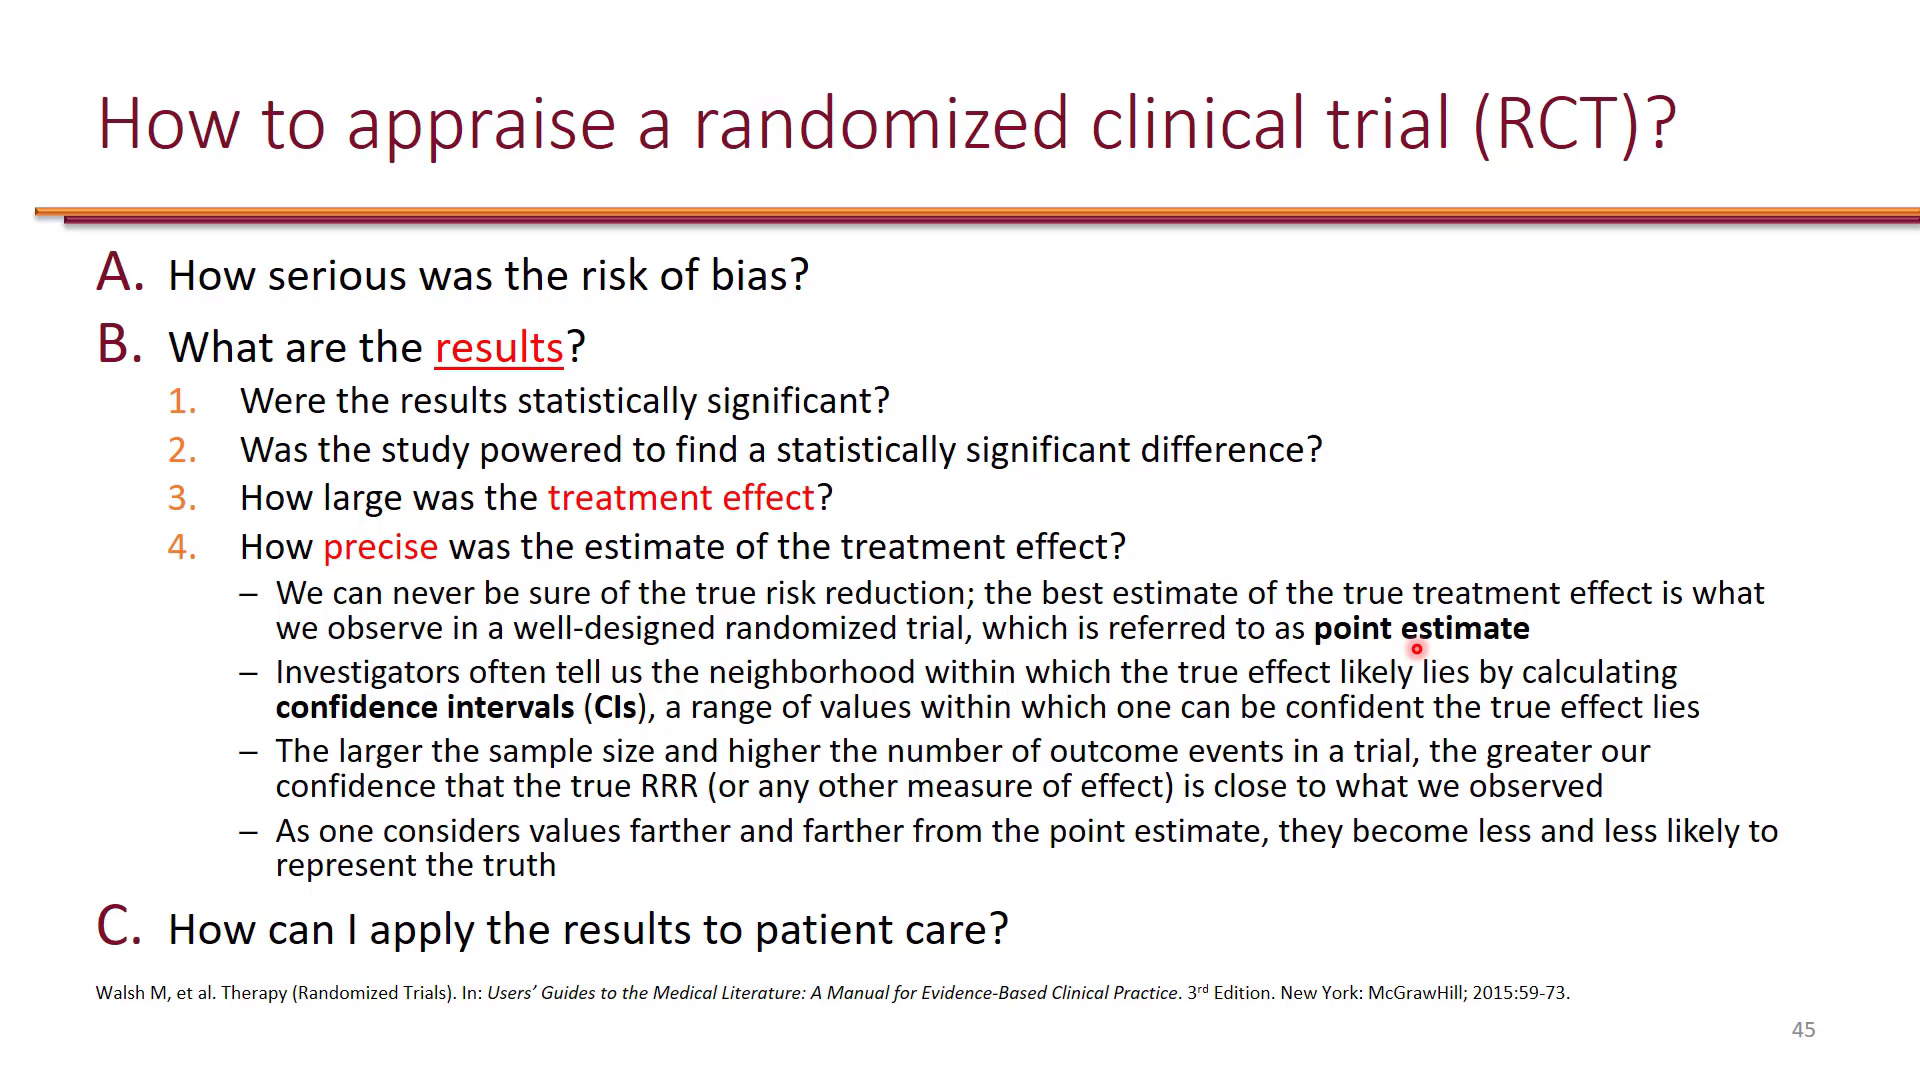 How to appraise a randomized clinical trial (RCT)?
A. How serious was the risk of bias?
B. What are the results?
1. Were the results statistically significant?
2. Was the study powered to find a statistically significant difference?
3. How large was the treatment effect?
4. How precise was the estimate of the treatment effect?
– We can never be sure of the true risk reduction; the best estimate of the true treatment effect is what
we observe in a well-designed randomized trial, which is referred to as point estimate
– Investigators often tell us the neighborhood within which the true effect likely lies by calculating
confidence intervals (CIs), a range of values within which one can be confident the true effect lies
– The larger the sample size and higher the number of outcome events in a trial, the greater our
confidence that the true RRR (or any other measure of effect) is close to what we observed
– As one considers values farther and farther from the point estimate, they become less and less likely to
represent the truth
C. How can I apply the results to patient care?
Walsh M, et al. Therapy (Randomized Trials). In: Users’ Guides to the Medical Literature: A Manual for Evidence-Based Clinical Practice. 3rd Edition. New York: McGrawHill; 2015:59-73.
45